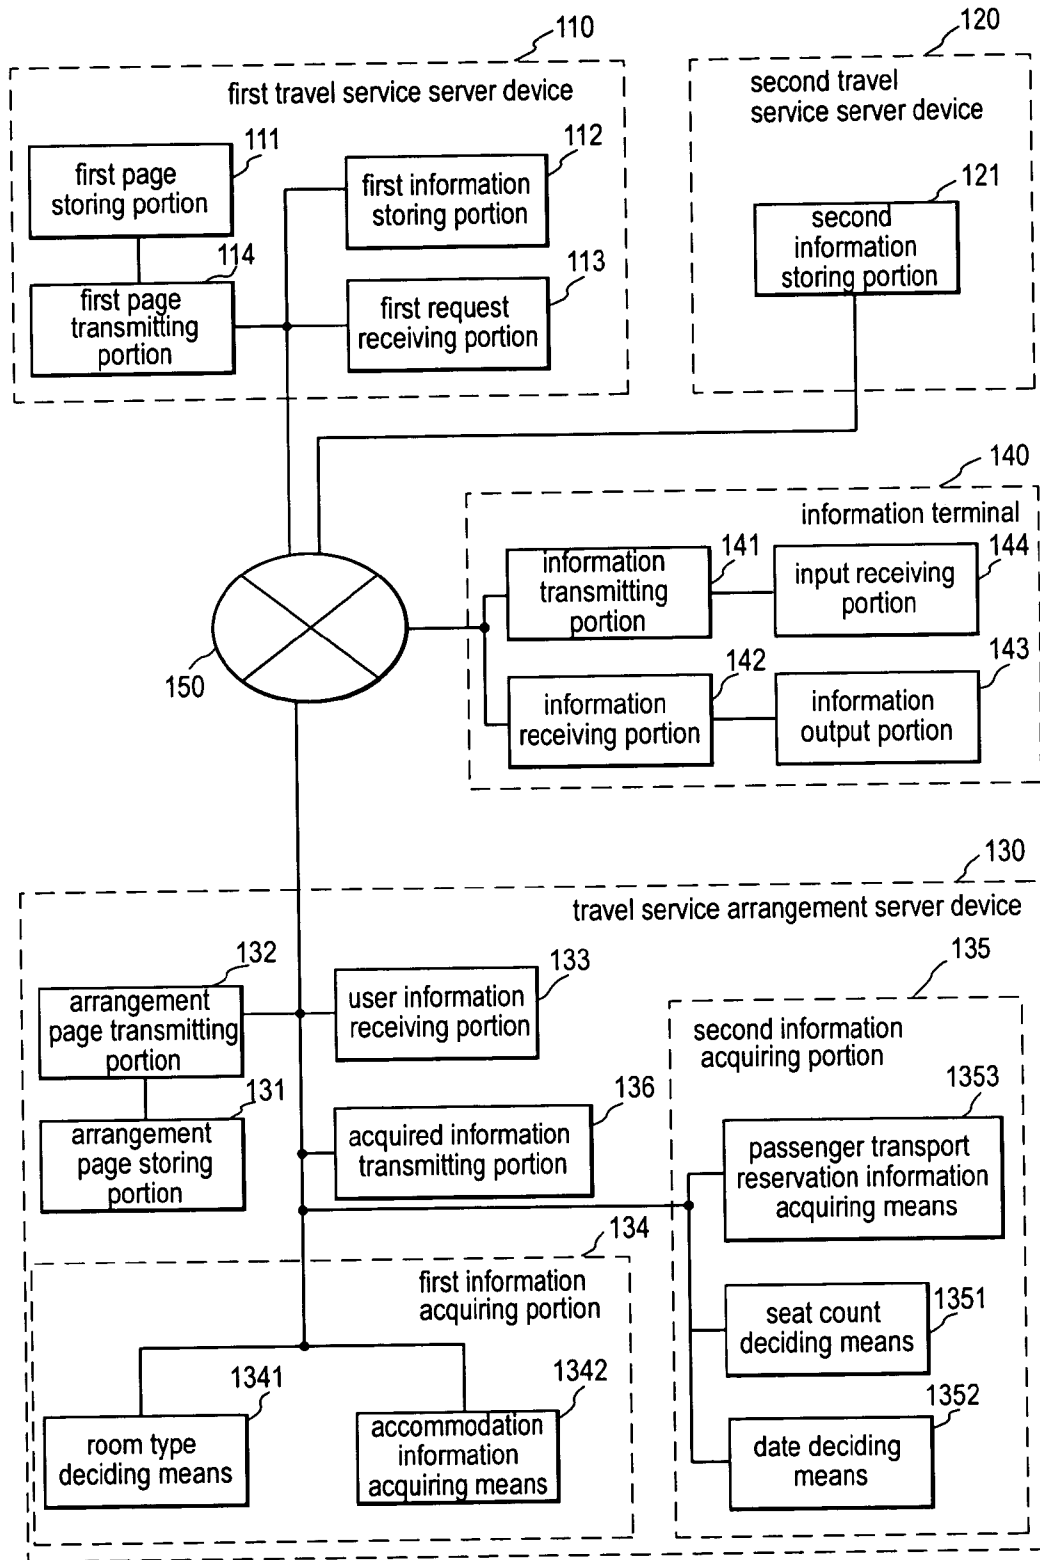 110
first travel service server device
111
first page
storing portion
112
first information
storing portion
114
first page
transmitting
portion
113
first request
receiving portion
120
second travel
service server device
121
second
information
storing portion
140
information terminal
141
information
transmitting
portion
144
input receiving
portion
142
information
receiving portion
143
information
output portion
150
130
travel service arrangement server device
132
arrangement
page transmitting
portion
133
user information
receiving portion
131
arrangement
page storing
portion
136
acquired information
transmitting portion
135
second information
acquiring portion
1353
passenger transport
reservation information
acquiring means
1351
seat count
deciding means
1352
date deciding
means
134
first information
acquiring portion
1341
room type
deciding means
1342
accommodation
information
acquiring means